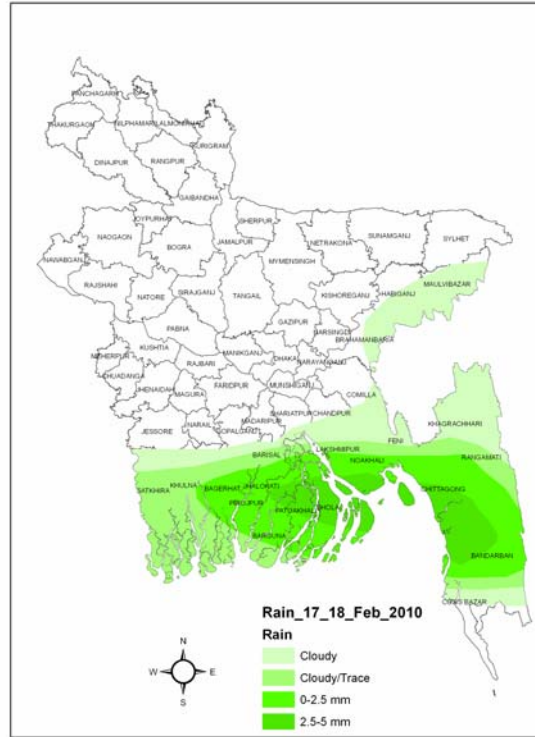 PANCHAGARH
THAKURGAON
NILPHAMARI
LALMONIRHAT
KURIGRAM
DINAJPUR
RANGPUR
GAIBANDHA
JOYPURHAT
SHERPUR
NAOGAON
BOGRA
JAMALPUR
NETRAKONA
SUNAMGANJ
SYLHET
MYMENSINGH
NAWABGANJ
RAJSHAHI
NATORE
SIRAJGANJ
TANGAIL
KISHOREGANJ
HABIGANJ
MAULVIBAZAR
PABNA
GAZIPUR
NARSINGDI
BRAHAMANBARIA
KUSHTIA
MANIKGANJ
DHAKA
NARAYANGANJ
MEHERPUR
CHUADANGA
RAJBARI
JHENAIDAH
FARIDPUR
MUNSHIGANJ
COMILLA
MAGURA
SHARIATPUR
CHANDPUR
MADARIPUR
JESSORE
NARAIL
GOPALGANJ
KHAGRACHHARI
FENI
LAKSHMIPUR
BARISAL
NOAKHALI
RANGAMATI
SATKHIRA
KHULNA
BAGERHAT
JHALOKATI
PIROJPUR
PATUAKHALI
BHOLA
CHITTAGONG
BARGUNA
BANDARBAN
COX'S BAZAR
N
W
E
S
Rain_17_18_Feb_2010
Rain
Cloudy
Cloudy/Trace
0-2.5 mm
2.5-5 mm